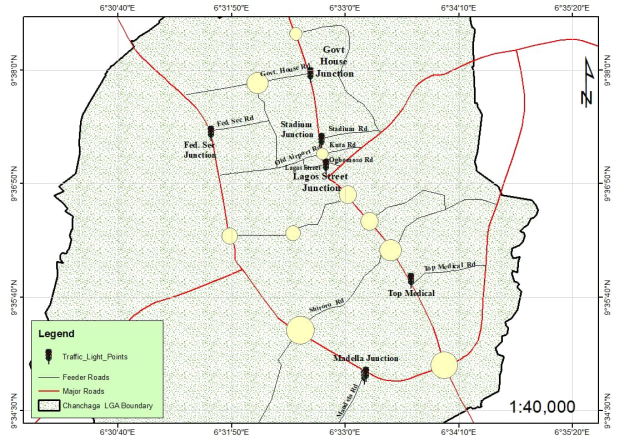 6°30'40"E 6°31'50"E 6°33'0"E 6°34'10"E 6°35'20"E
9°38'0"N 9°38'0"N
Govt
House
Junction
Govt. House Rd
Fed. Sec Rd
Fed. Sec
Junction
Stadium
Junction
Stadium Rd
Kuta Rd
Old Airport Rd
Ogbomoso Rd
Lagos Street
Lagos Street
Junction
N
9°36'50"N 9°36'50"N
Top Medical Rd
Top Medical
9°35'40"N 9°35'40"N
Shiroro Rd
Madella Junction
Legend
Traffic_Light_Points
Feeder Roads
Major Roads
Chanchaga LGA Boundary
1:40,000
9°34'30"N 9°34'30"N
6°30'40"E 6°31'50"E 6°33'0"E 6°34'10"E 6°35'20"E